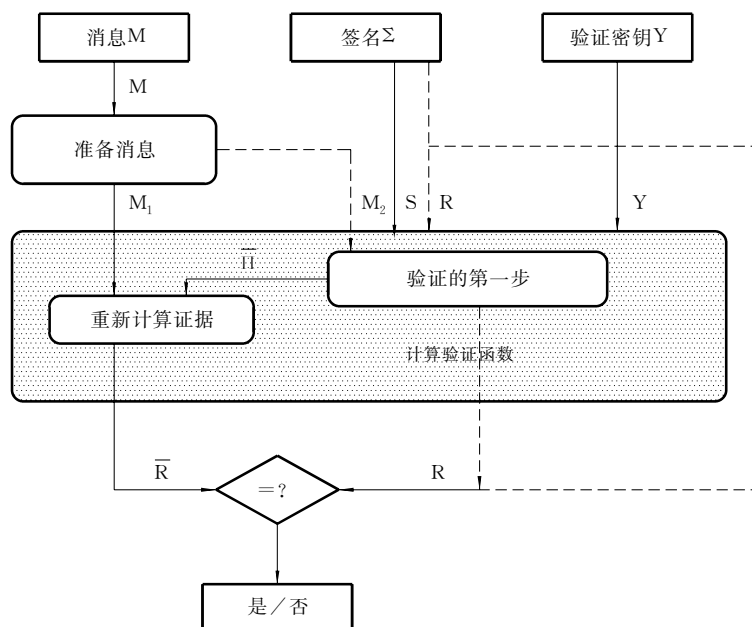 消息M
签名Σ
验证密钥Y
M
准备消息
M₁
M₂
S
R
Y
Π̅
验证的第一步
重新计算证据
计算验证函数
R̅
=?
R
是/否